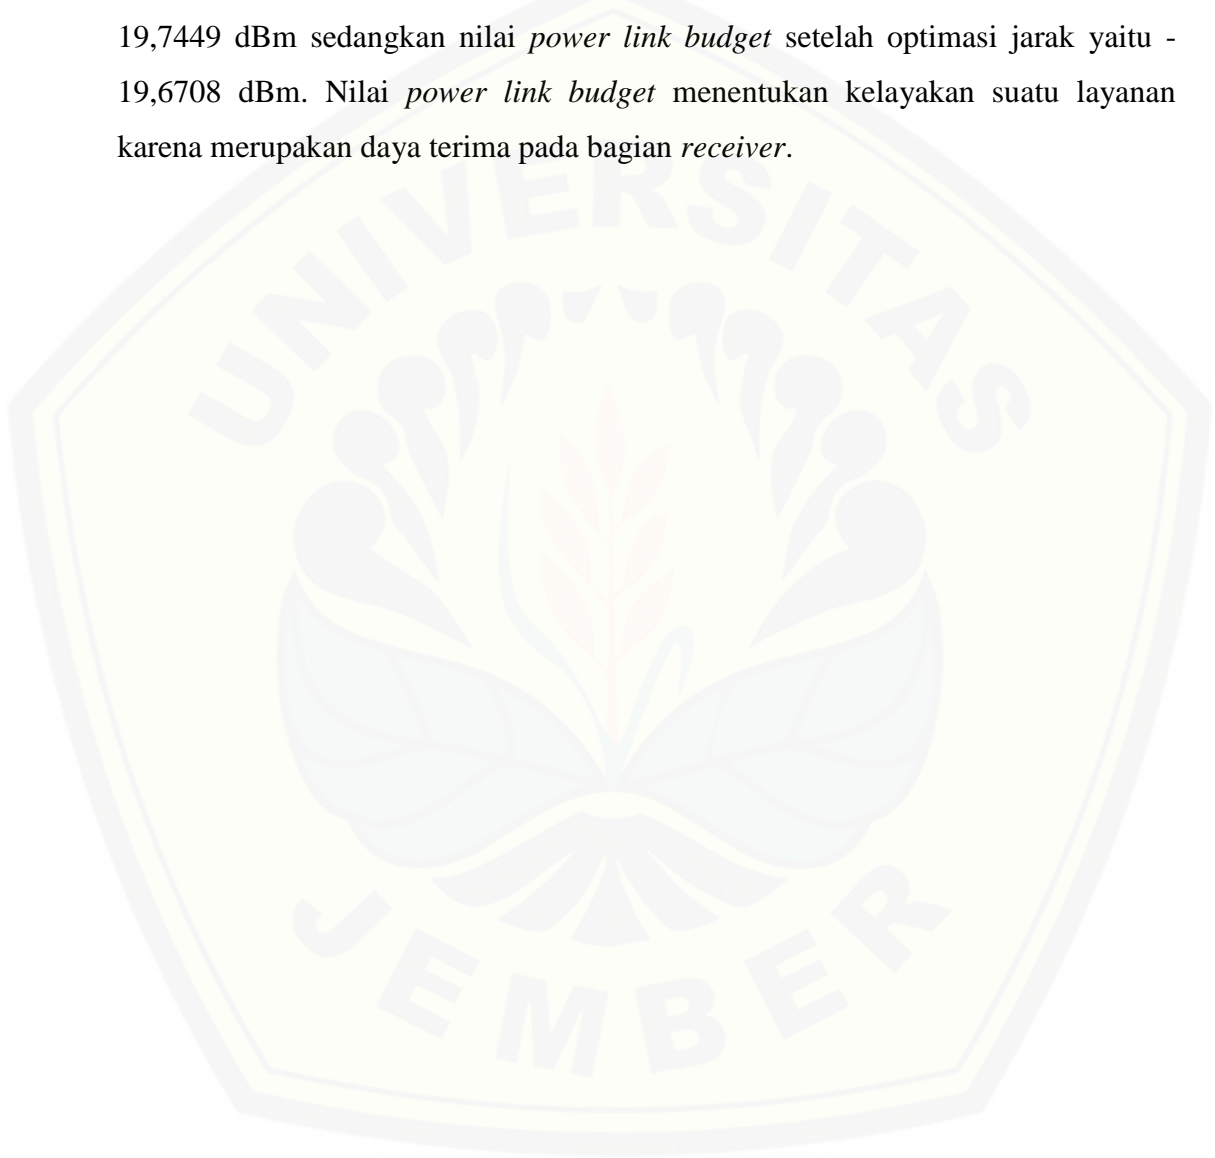 19,7449 dBm sedangkan nilai power link budget setelah optimasi jarak yaitu -
19,6708 dBm. Nilai power link budget menentukan kelayakan suatu layanan
karena merupakan daya terima pada bagian receiver.
UNIVERSITAS
JEMBER